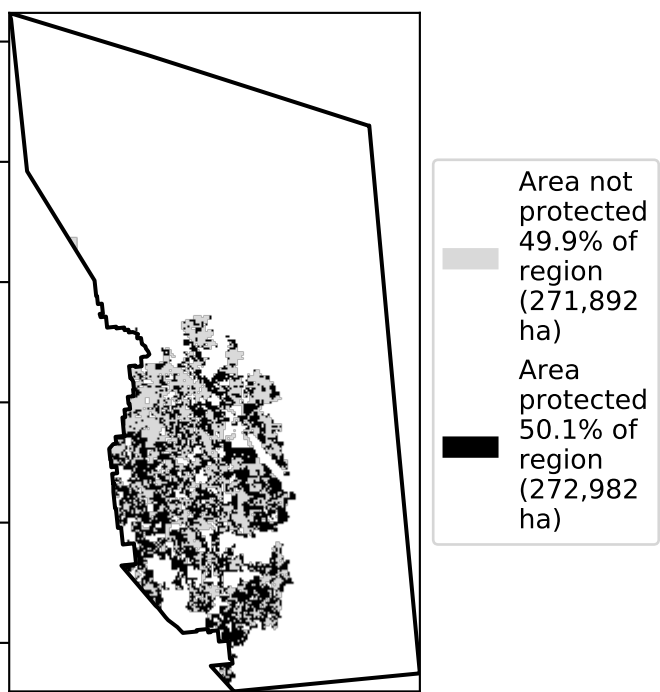 Area not
protected
49.9% of
region
(271,892
ha)
Area
protected
50.1% of
region
(272,982
ha)